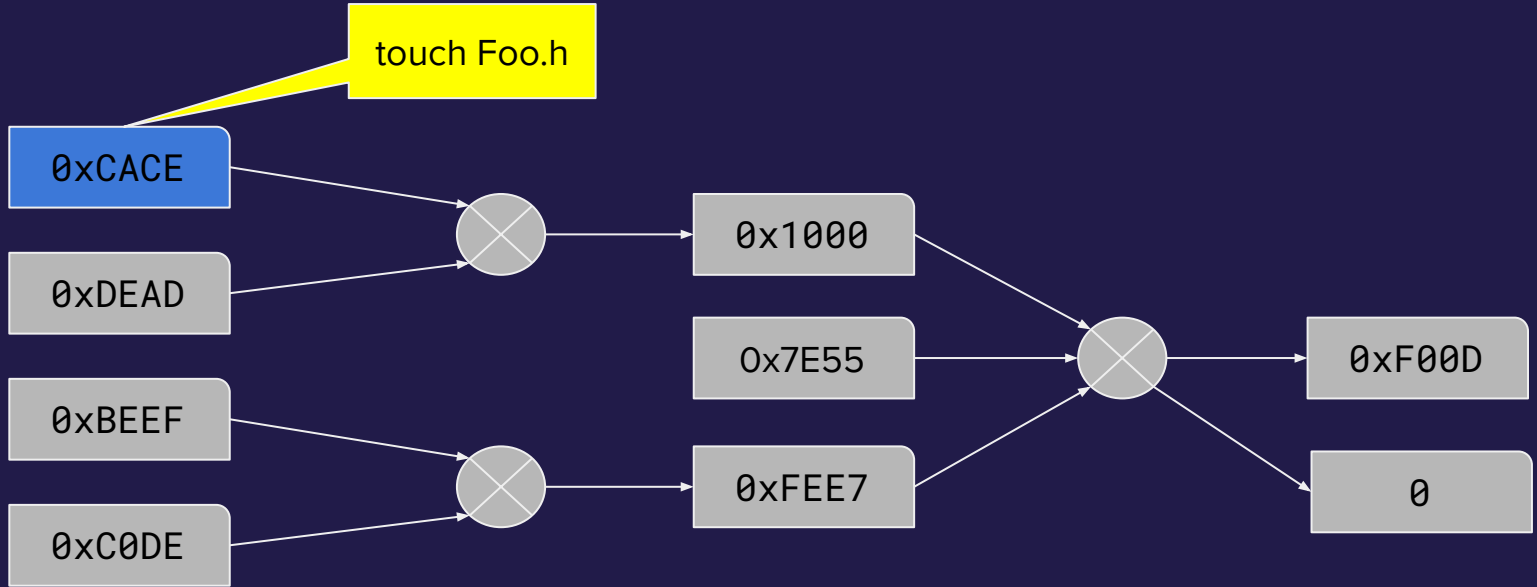 touch Foo.h
0xCACE
0xDEAD
0xBEEF
0xC0DE
0x1000
0x7E55
0xFEE7
0xF00D
0